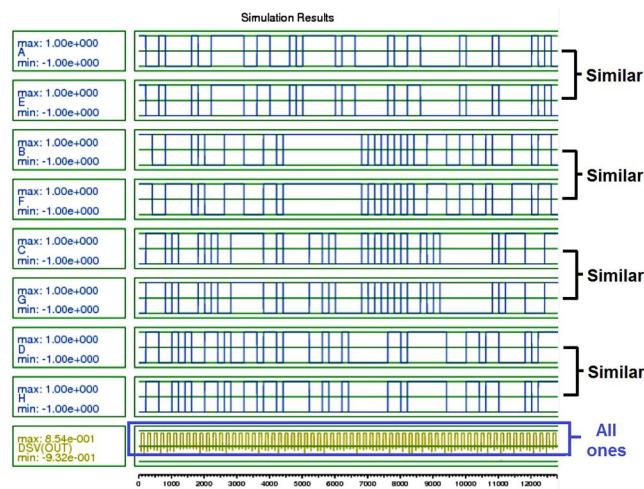 Simulation Results
max: 1.00e+000
A
min: -1.00e+000
max: 1.00e+000
E
min: -1.00e+000
Similar
max: 1.00e+000
B
min: -1.00e+000
max: 1.00e+000
F
min: -1.00e+000
Similar
max: 1.00e+000
C
min: -1.00e+000
max: 1.00e+000
G
min: -1.00e+000
Similar
max: 1.00e+000
D
min: -1.00e+000
max: 1.00e+000
H
min: -1.00e+000
Similar
max: 8.54e-001
DSV(OUT)
min: -9.32e-001
All
ones
0 1000 2000 3000 4000 5000 6000 7000 8000 9000 10000 11000 12000